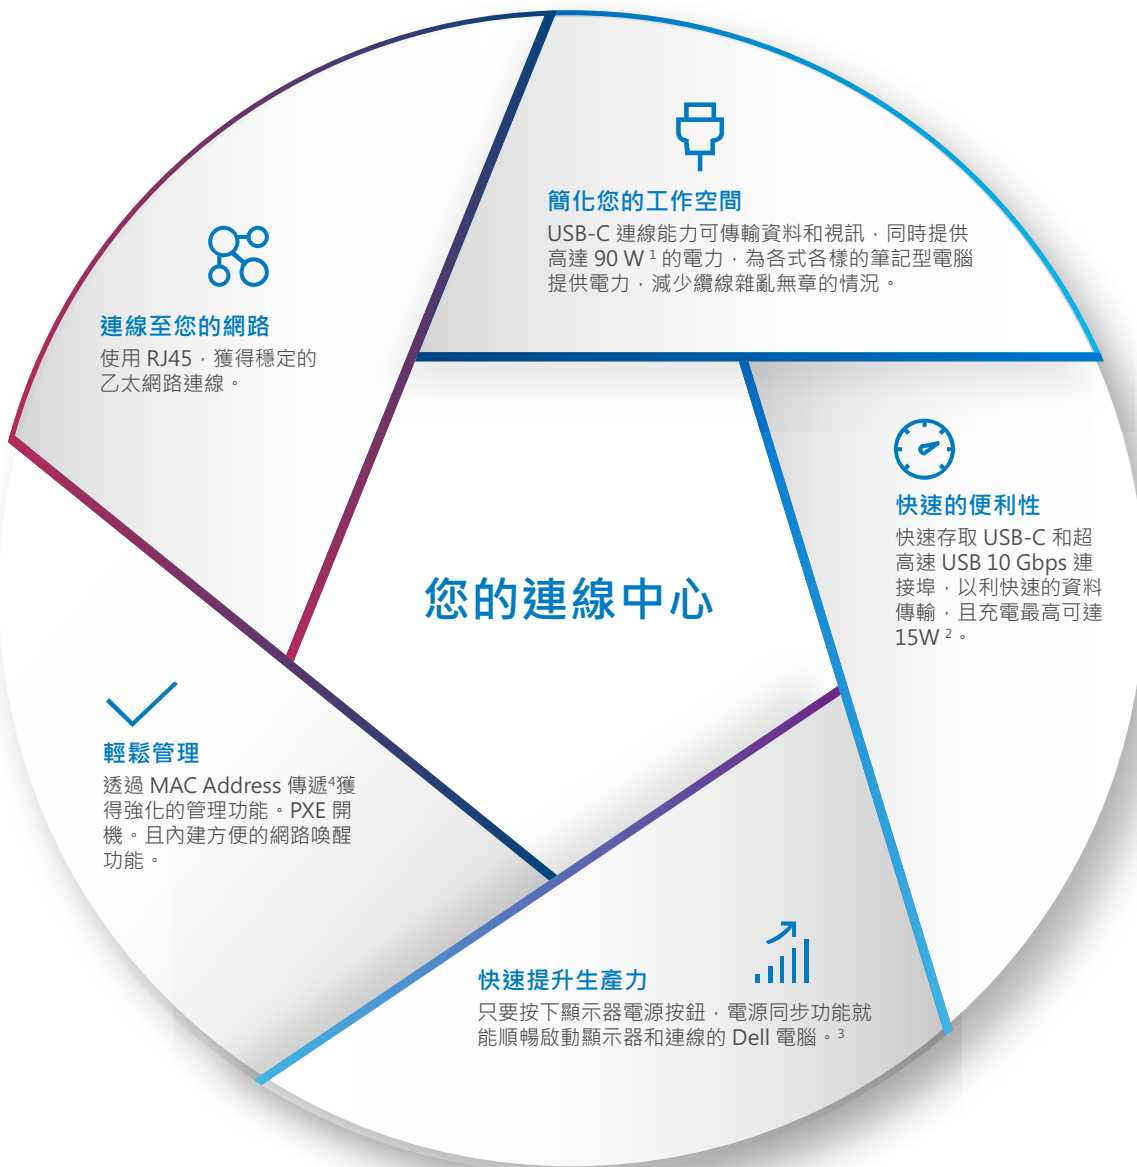 簡化您的工作空間
USB-C 連線能力可傳輸資料和視訊，同時提供
高達 90 W ¹ 的電力，為各式各樣的筆記型電腦
提供電力，減少纜線雜亂無章的情況。
連線至您的網路
使用 RJ45，獲得穩定的
乙太網路連線。
快速的便利性
快速存取 USB-C 和超
高速 USB 10 Gbps 連
接埠，以利快速的資料
傳輸，且充電最高可達
15W ²。
您的連線中心
輕鬆管理
透過 MAC Address 傳遞⁴獲
得強化的管理功能。PXE 開
機。且內建方便的網路喚醒
功能。
快速提升生產力
只要按下顯示器電源按鈕，電源同步功能就
能順暢啟動顯示器和連線的 Dell 電腦。³